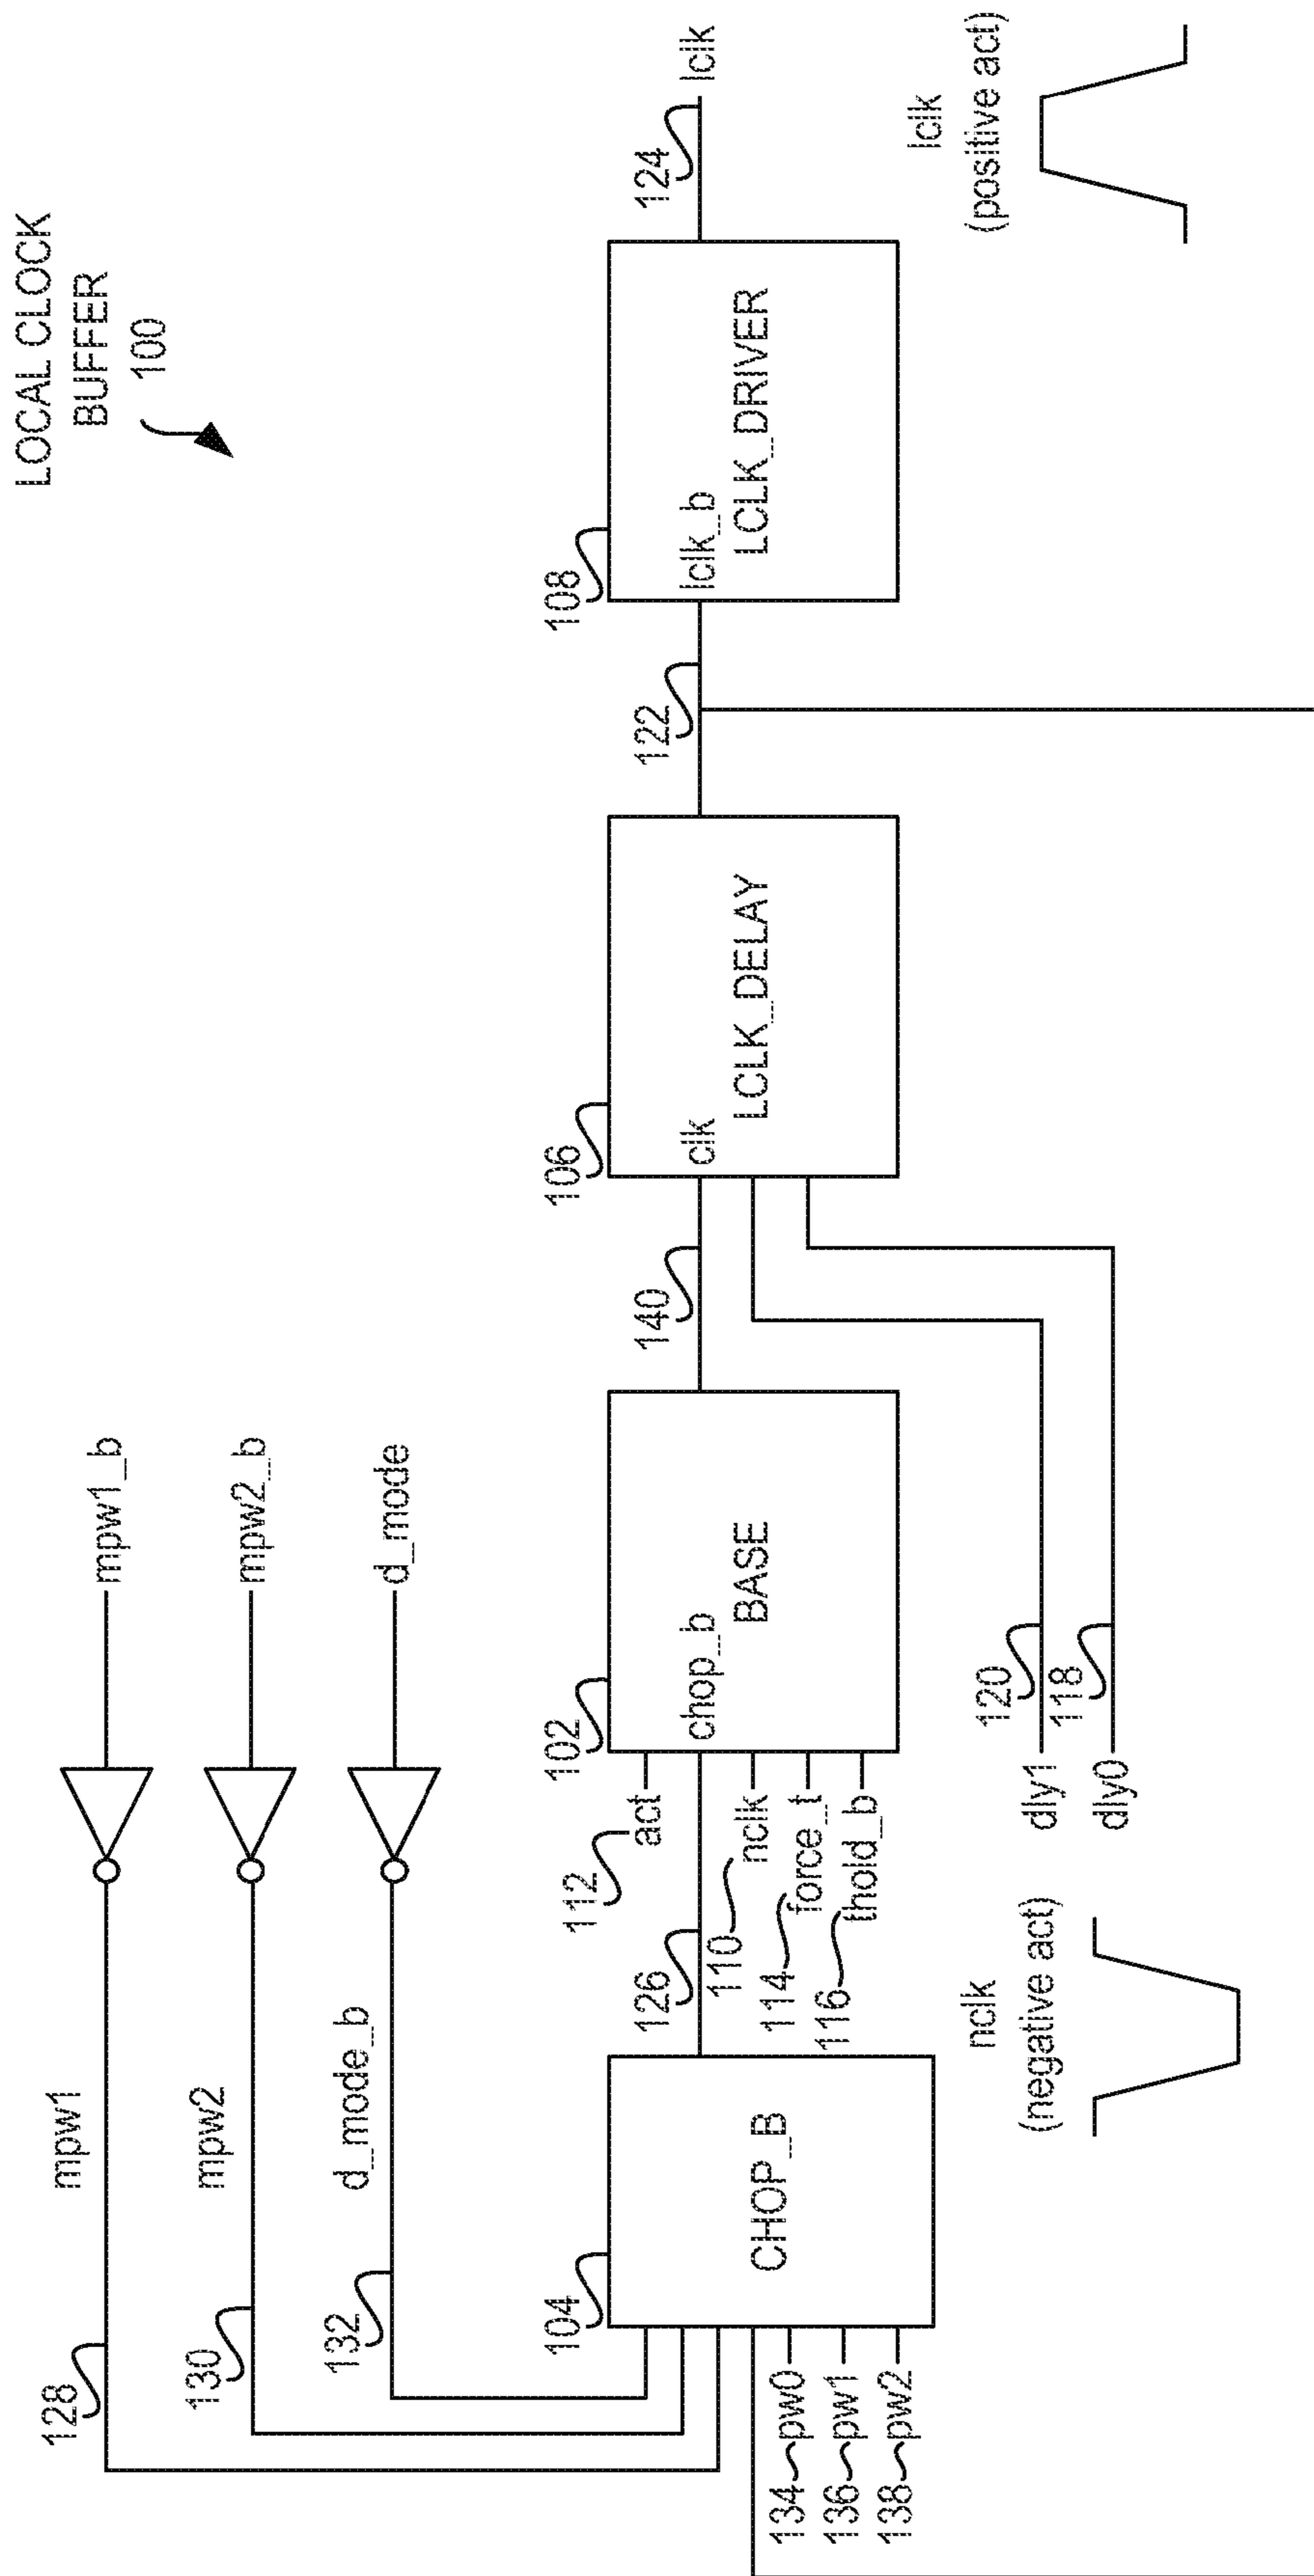 LOCAL CLOCK
BUFFER
100
mpw1
mpw1_b
128
mpw2
mpw2_b
130
d_mode_b
d_mode
132
104
CHOP_B
126
112
act
102
chop_b
BASE
110
nclk
114
force_t
116
thold_b
134
pw0
136
pw1
138
pw2
140
106
clk
LCLK_DELAY
122
108
lclk_b
LCLK_DRIVER
124
lclk
dly1
120
dly0
118
nclk
(negative act)
lclk
(positive act)